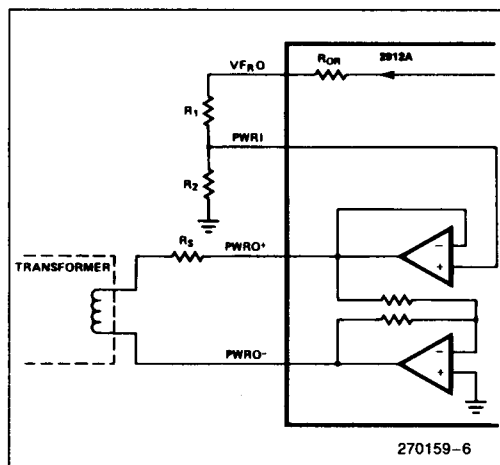 VFRO
ROR
2912A
R1
PWRI
R2
RS
PWRO+
TRANSFORMER
−
+
−
+
PWRO−
270159-6